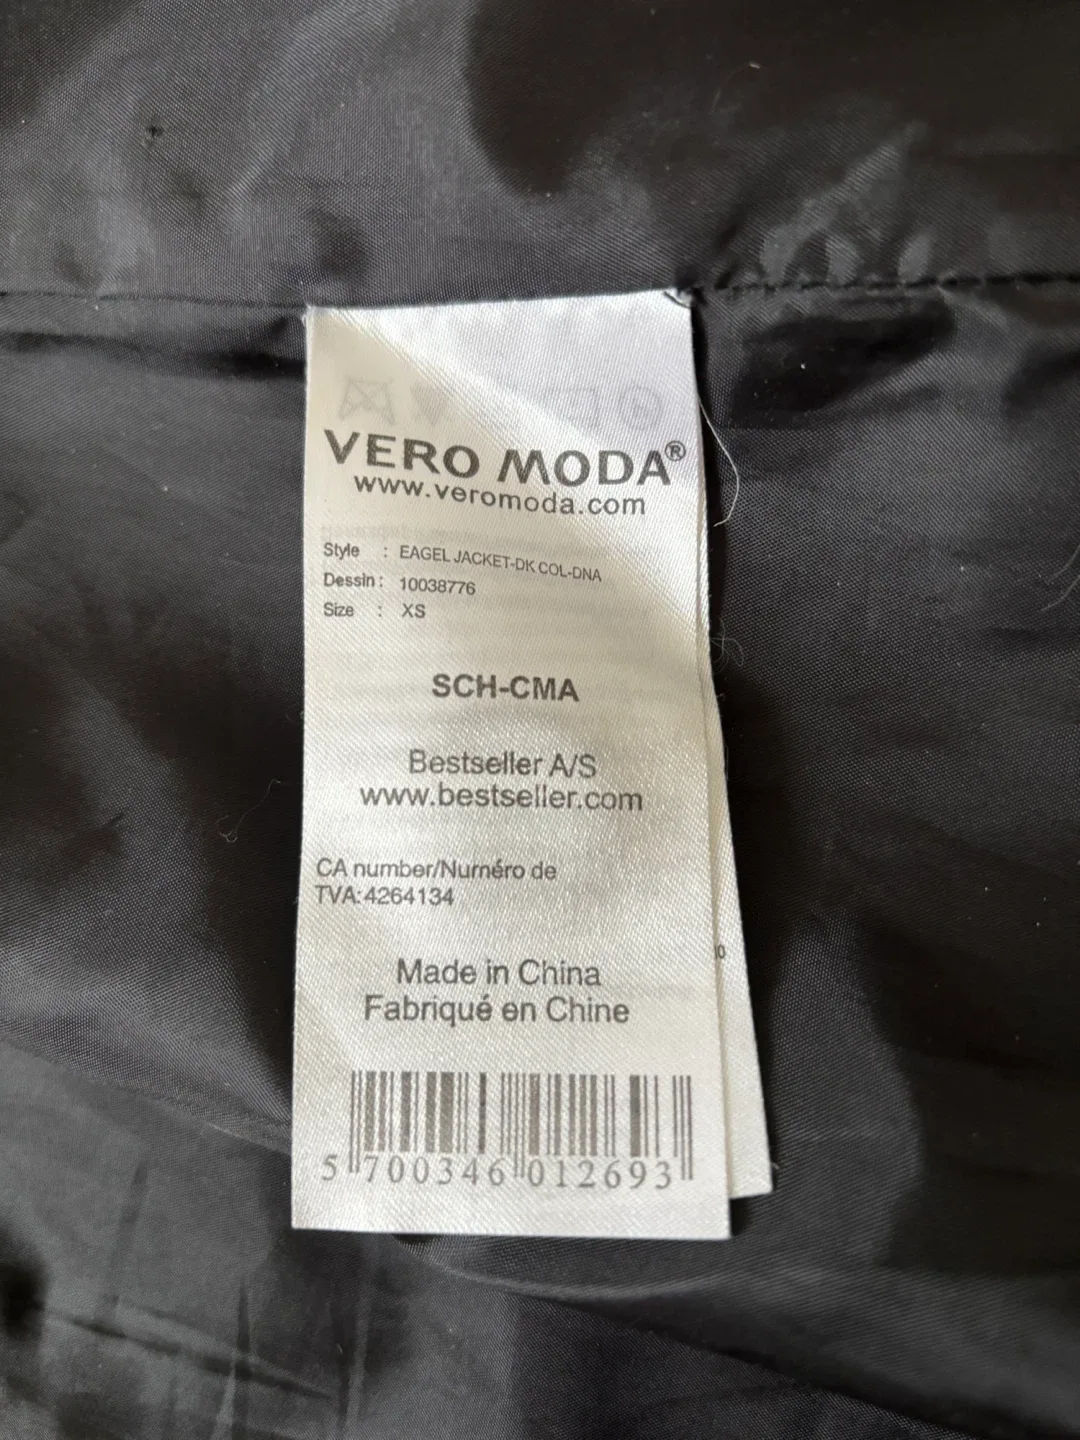 VERO MODA®
www.veromoda.com
Style : EAGEL JACKET-DK COL-DNA
Dessin : 10038776
Size : XS
SCH-CMA
Bestseller A/S
www.bestseller.com
CA number/Numéro de
TVA:4264134
Made in China
Fabriqué en Chine
5 700346 012693